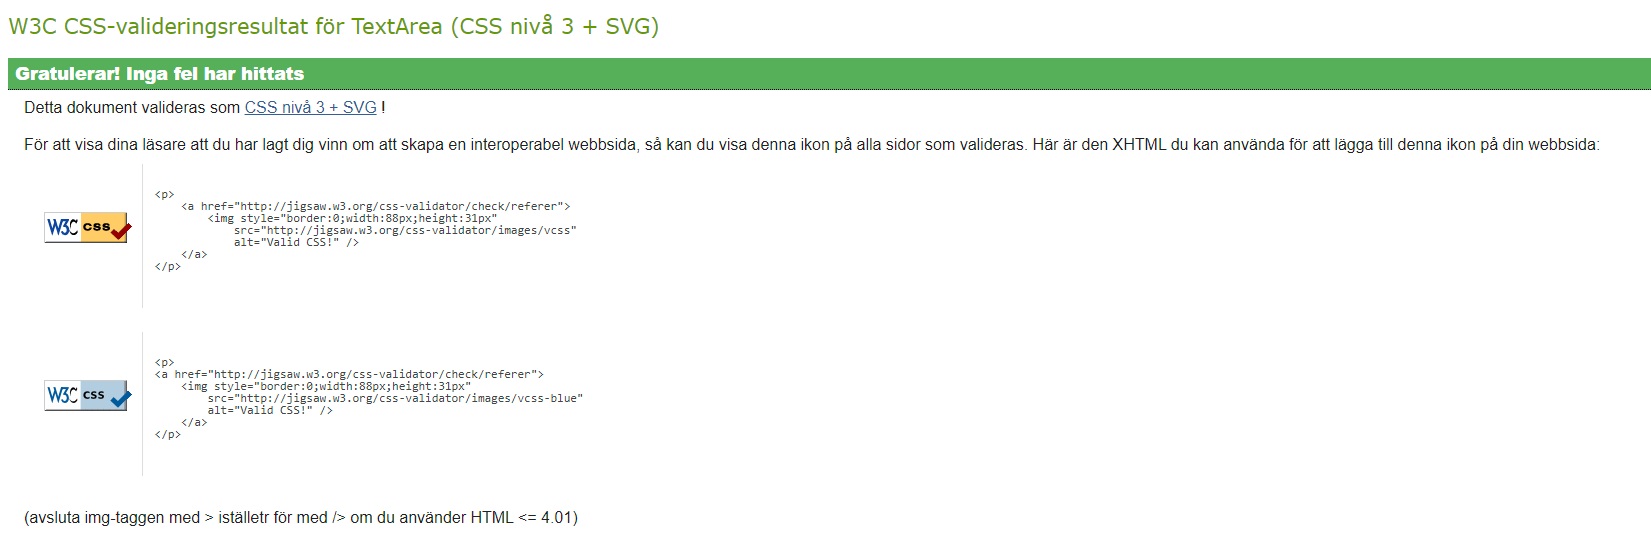 W3C CSS-valideringsresultat för TextArea (CSS nivå 3 + SVG)
Gratulerar! Inga fel har hittats
Detta dokument valideras som CSS nivå 3 + SVG !
För att visa dina läsare att du har lagt dig vinn om att skapa en interoperabel webbsida, så kan du visa denna ikon på alla sidor som valideras. Här är den XHTML du kan använda för att lägga till denna ikon på din webbsida:
W3C css
<p>
<a href="http://jigsaw.w3.org/css-validator/check/referer">
<img style="border:0;width:88px;height:31px"
src="http://jigsaw.w3.org/css-validator/images/vcss"
alt="Valid CSS!" />
</a>
</p>
W3C css
<p>
<a href="http://jigsaw.w3.org/css-validator/check/referer">
<img style="border:0;width:88px;height:31px"
src="http://jigsaw.w3.org/css-validator/images/vcss-blue"
alt="Valid CSS!" />
</a>
</p>
(avsluta img-taggen med > iställetr för med /> om du använder HTML <= 4.01)